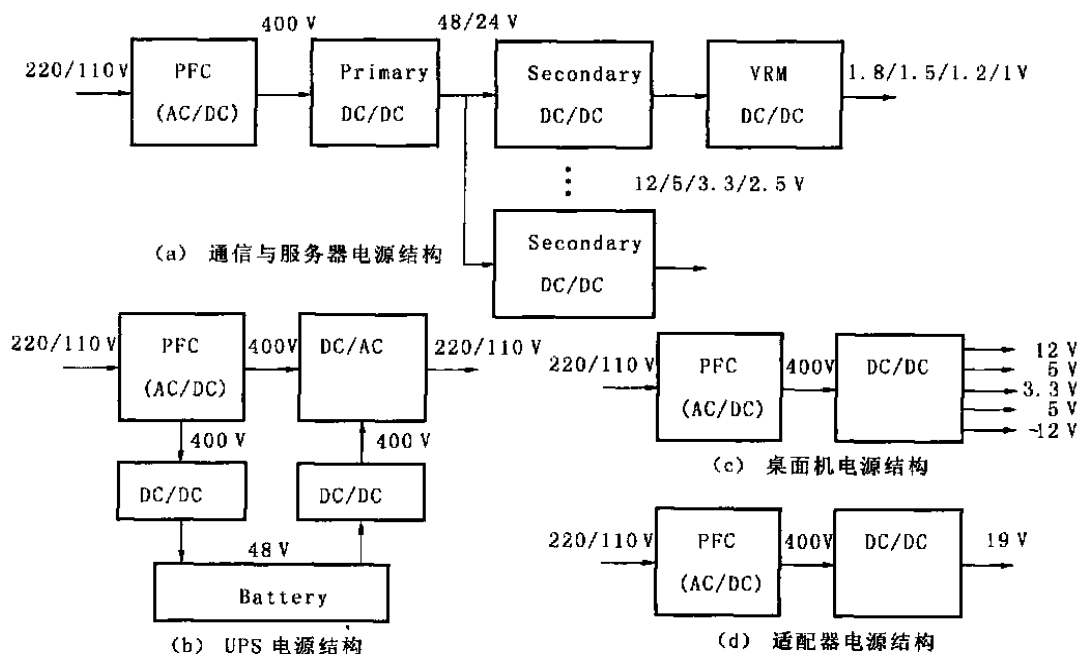 400 V
48/24 V
220/110 V
PFC
(AC/DC)
Primary
DC/DC
Secondary
DC/DC
VRM
DC/DC
1.8/1.5/1.2/1 V
12/5/3.3/2.5 V
Secondary
DC/DC
(a) 通信与服务器电源结构
220/110 V
PFC
(AC/DC)
400V
DC/AC
220/110 V
400 V
400 V
DC/DC
DC/DC
48 V
Battery
(b) UPS 电源结构
220/110 V
PFC
(AC/DC)
400V
DC/DC
12 V
5 V
3.3 V
5 V
-12 V
(c) 桌面机电源结构
220/110 V
PFC
(AC/DC)
400V
DC/DC
19 V
(d) 适配器电源结构